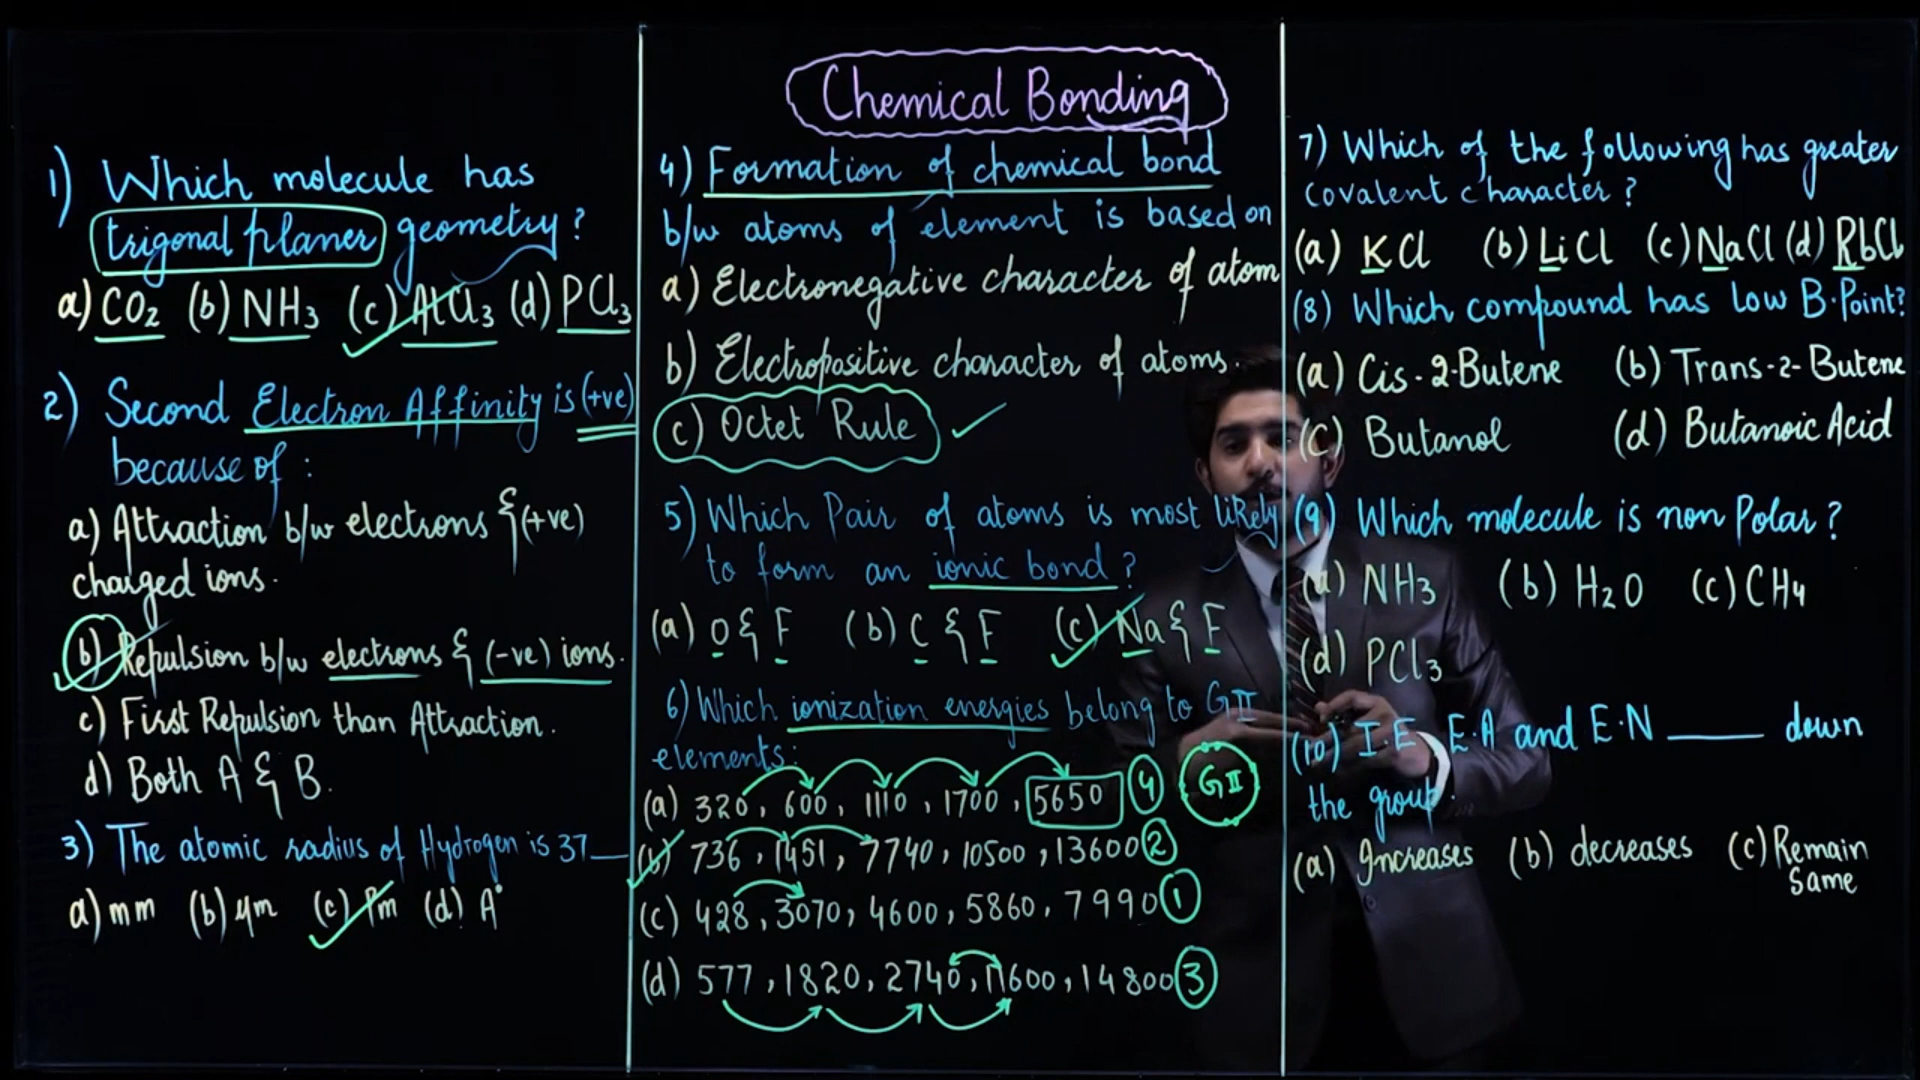 Chemical Bonding
1) Which molecule has
trigonal planer geometry?
a) CO2 (b) NH3 (c) AlCl3 (d) PCl3
2) Second Electron Affinity is (+ve)
because of :
a) Attraction b/w electrons & (+ve)
charged ions.
b) Repulsion b/w electrons & (-ve) ions.
c) First Repulsion than Attraction.
d) Both A & B.
3) The atomic radius of Hydrogen is 37__
a) mm (b) μm (c) Pm (d) A°
4) Formation of chemical bond
b/w atoms of element is based on
a) Electronegative character of atom
b) Electropositive character of atoms.
c) Octet Rule
5) Which Pair of atoms is most likely
to form an ionic bond?
(a) O & F (b) C & F (c) Na & F
6) Which ionization energies belong to GII
elements:
(a) 320, 600, 1110, 1700, 5650 4 GII
(b) 736, 1451, 7740, 10500, 13600 2
(c) 428, 3070, 4600, 5860, 7990 1
(d) 577, 1820, 2740, 11600, 14800 3
7) Which of the following has greater
covalent character?
(a) KCl (b) LiCl (c) NaCl (d) RbCl
(8) Which compound has low B.Point?
(a) Cis-2-Butene (b) Trans-2-Butene
(c) Butanol (d) Butanoic Acid
(9) Which molecule is non Polar?
(a) NH3 (b) H2O (c) CH4
(d) PCl3
(10) I.E, E.A and E.N ____ down
the group.
(a) Increases (b) decreases (c) Remain
Same